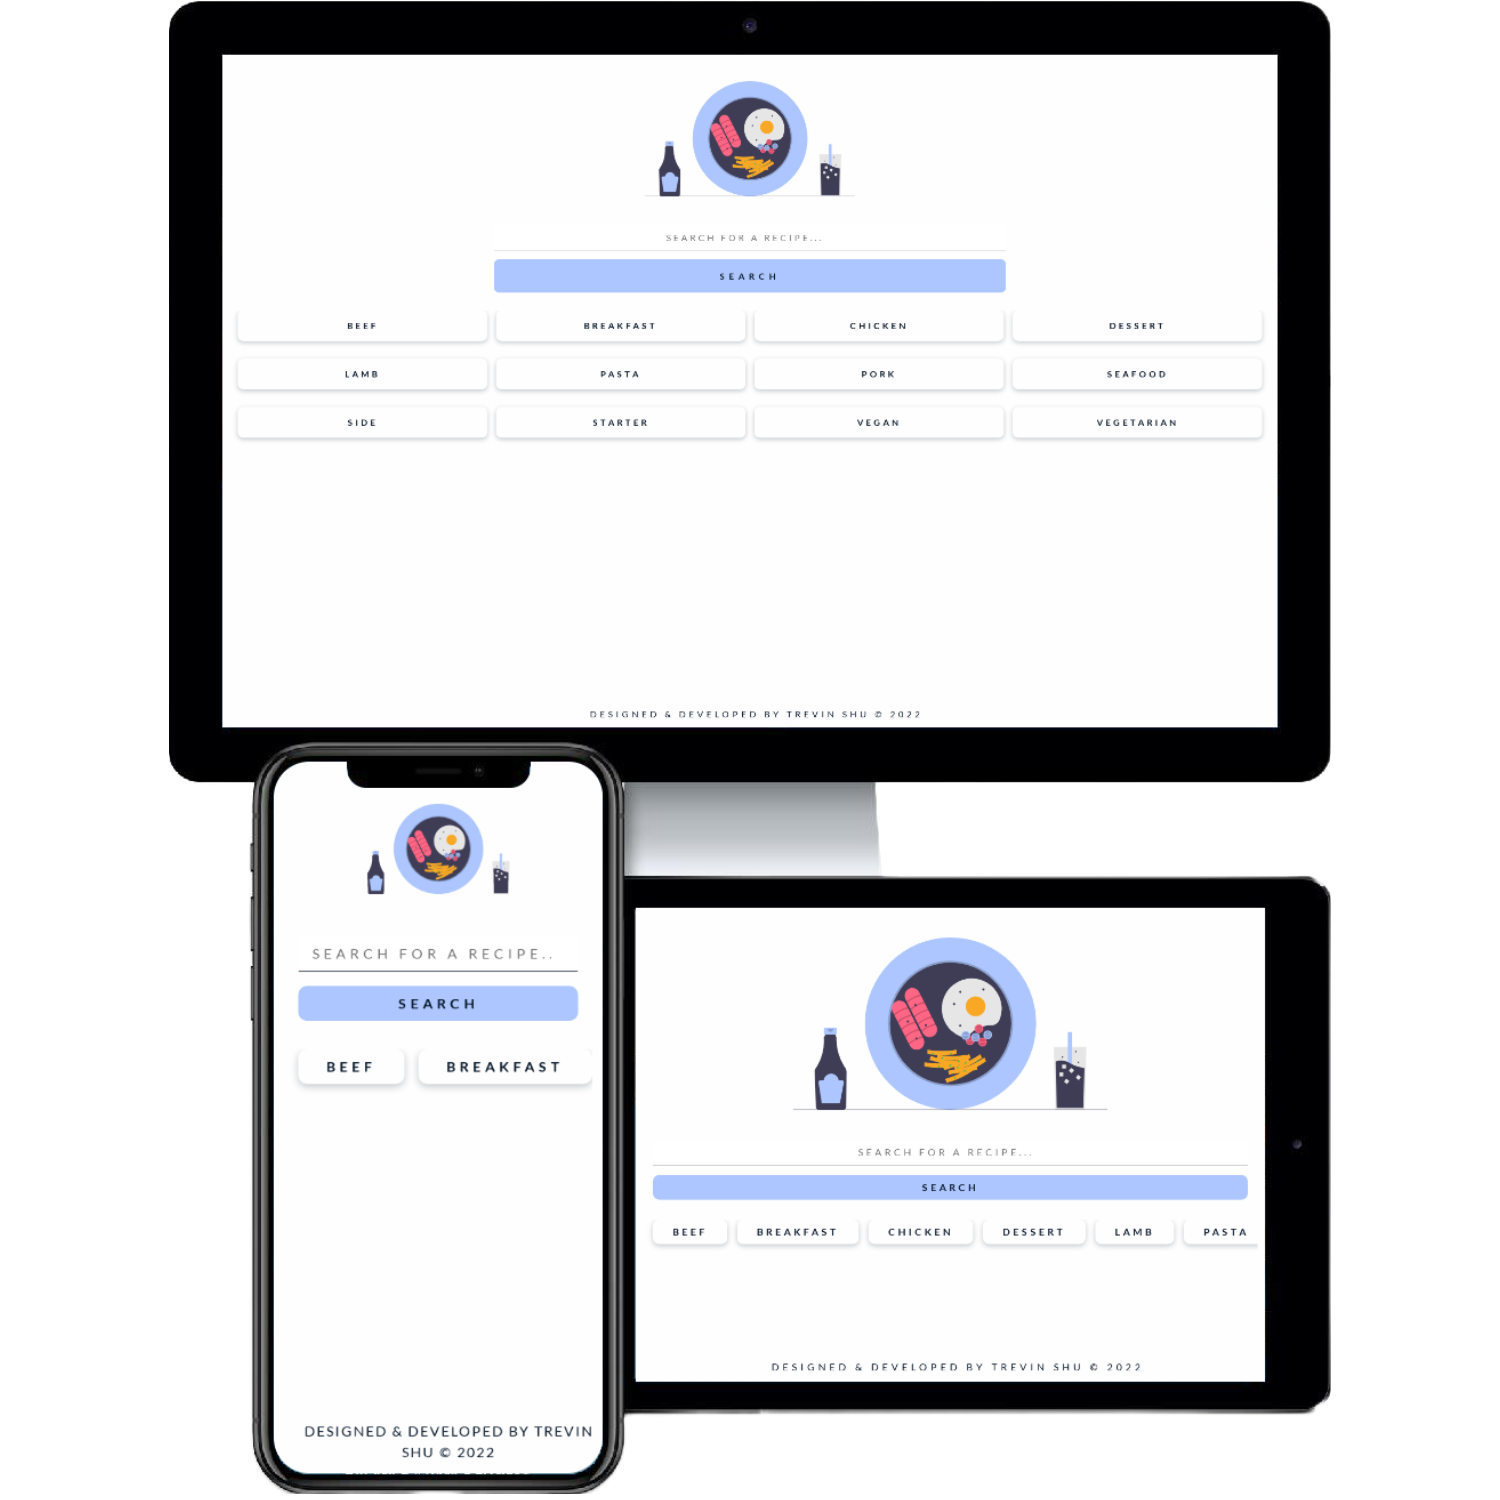 SEARCH FOR A RECIPE...
SEARCH
BEEF BREAKFAST CHICKEN DESSERT
LAMB PASTA PORK SEAFOOD
SIDE STARTER VEGAN VEGETARIAN
DESIGNED & DEVELOPED BY TREVIN SHU © 2022
SEARCH FOR A RECIPE..
SEARCH
BEEF BREAKFAST
DESIGNED & DEVELOPED BY TREVIN
SHU © 2022
SEARCH FOR A RECIPE...
SEARCH
BEEF BREAKFAST CHICKEN DESSERT LAMB PASTA
DESIGNED & DEVELOPED BY TREVIN SHU © 2022